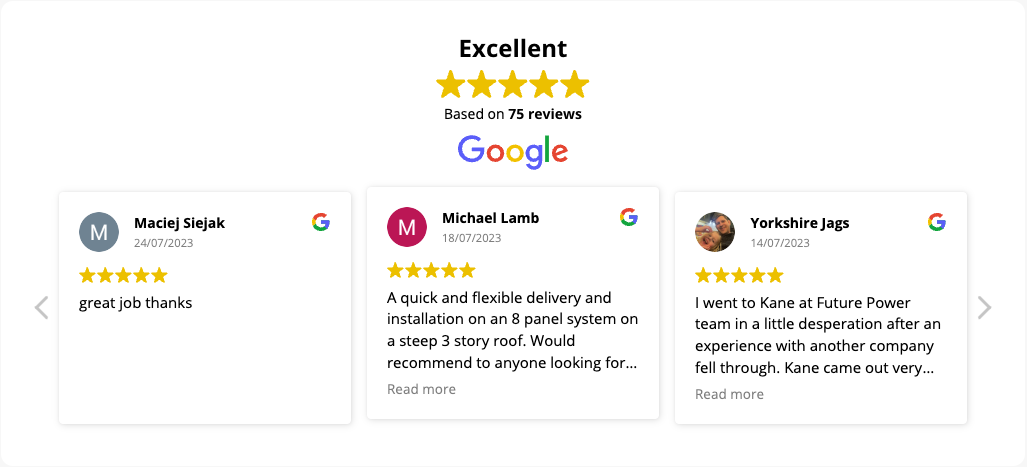 Excellent
Based on 75 reviews
Google
M
Maciej Siejak
24/07/2023
great job thanks
M
Michael Lamb
18/07/2023
A quick and flexible delivery and
installation on an 8 panel system on
a steep 3 story roof. Would
recommend to anyone looking for...
Read more
Yorkshire Jags
14/07/2023
I went to Kane at Future Power
team in a little desperation after an
experience with another company
fell through. Kane came out very...
Read more